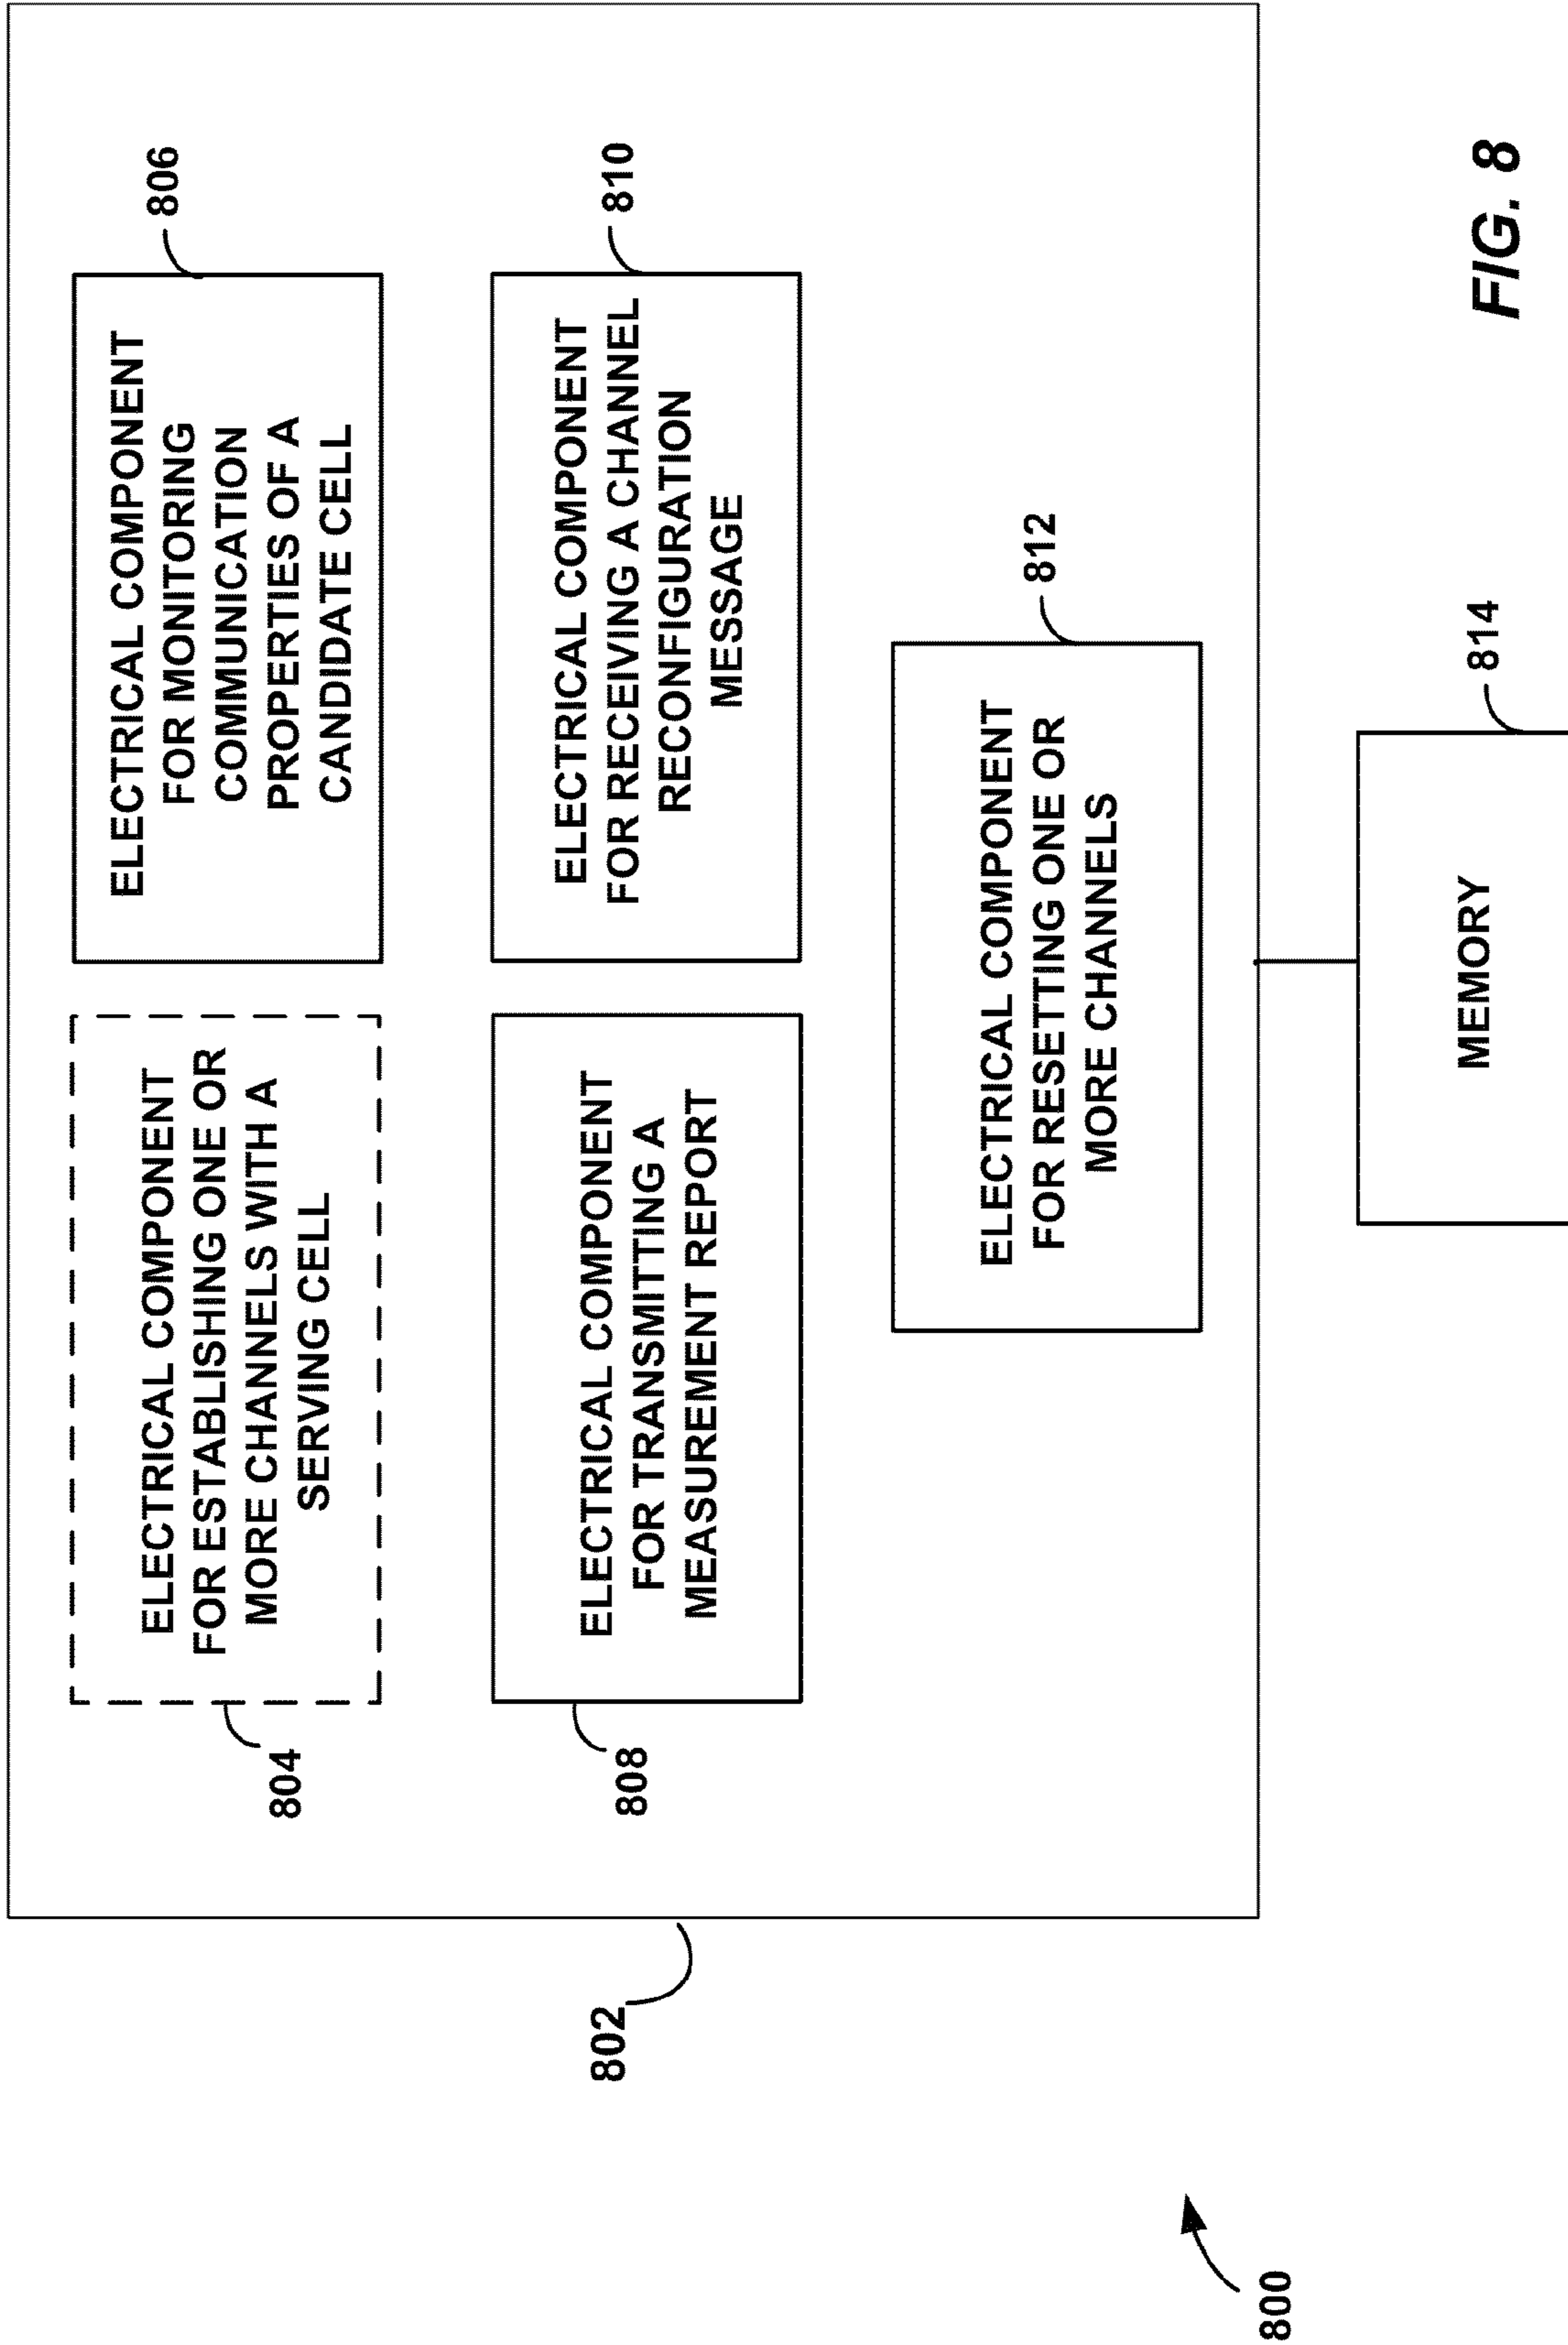 800
802
804
ELECTRICAL COMPONENT
FOR ESTABLISHING ONE OR
MORE CHANNELS WITH A
SERVING CELL
806
ELECTRICAL COMPONENT
FOR MONITORING
COMMUNICATION
PROPERTIES OF A
CANDIDATE CELL
808
ELECTRICAL COMPONENT
FOR TRANSMITTING A
MEASUREMENT REPORT
810
ELECTRICAL COMPONENT
FOR RECEIVING A CHANNEL
RECONFIGURATION
MESSAGE
812
ELECTRICAL COMPONENT
FOR RESETTING ONE OR
MORE CHANNELS
814
MEMORY
FIG. 8